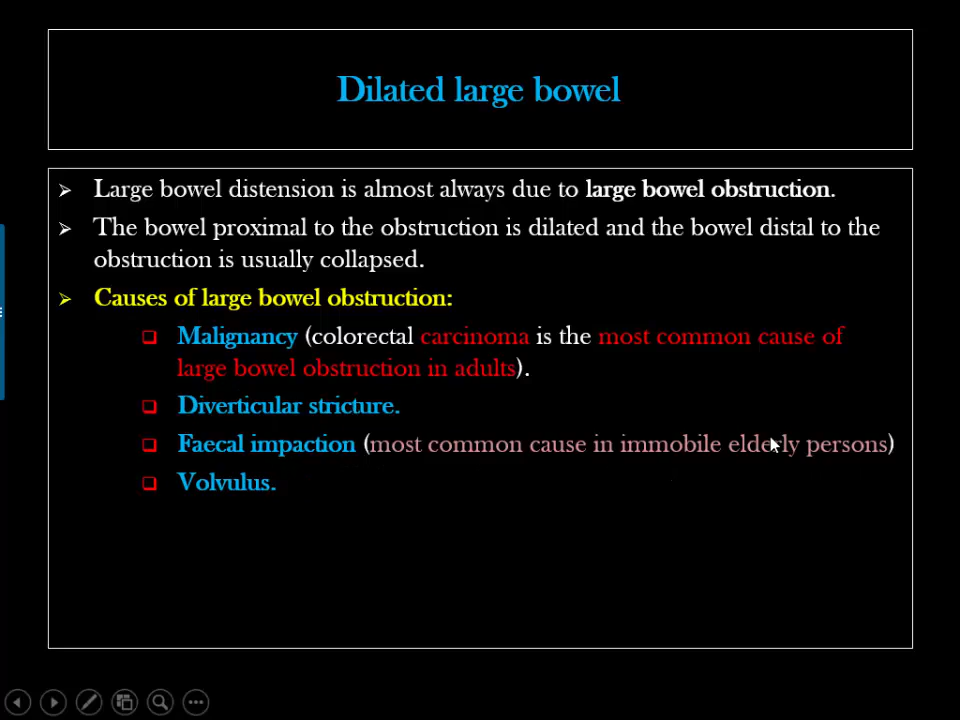 Dilated large bowel
Large bowel distension is almost always due to large bowel obstruction.
The bowel proximal to the obstruction is dilated and the bowel distal to the
obstruction is usually collapsed.
Causes of large bowel obstruction:
Malignancy (colorectal carcinoma is the most common cause of
large bowel obstruction in adults).
Diverticular stricture.
Faecal impaction (most common cause in immobile elderly persons)
Volvulus.